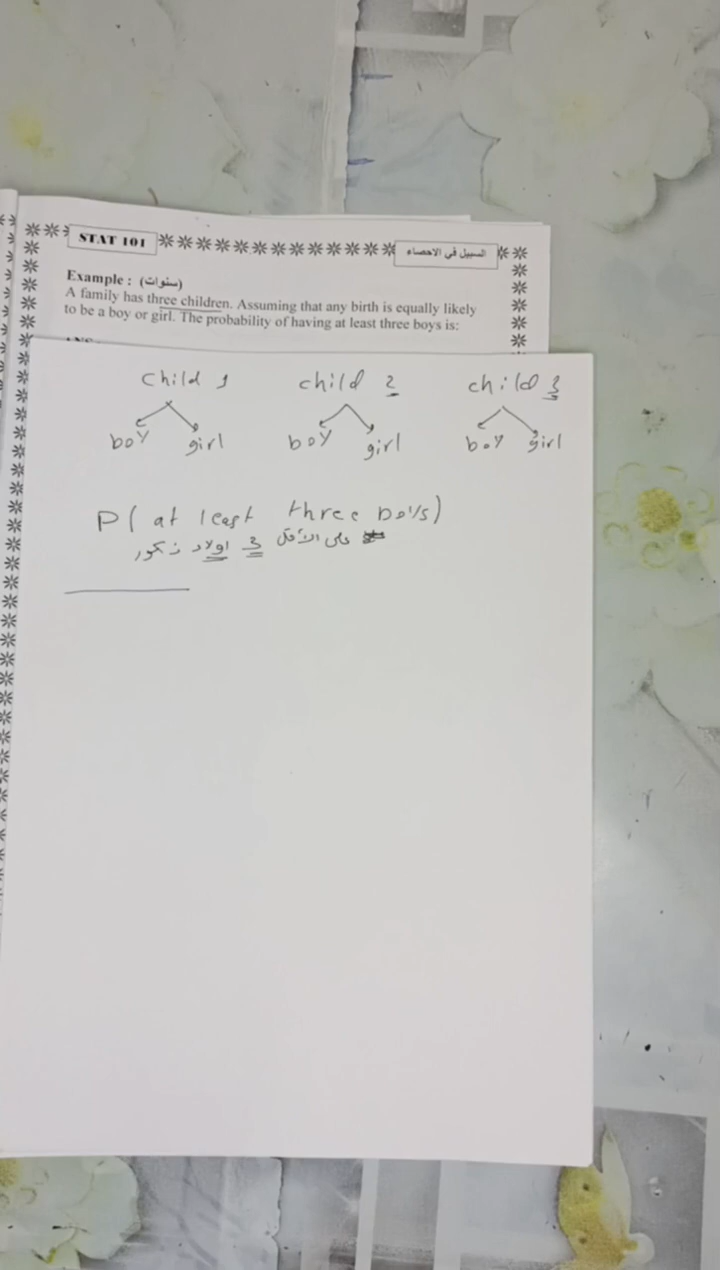 STAT 101
السبيل في الاحصاء
Example : (سنوات)
A family has three children. Assuming that any birth is equally likely
to be a boy or girl. The probability of having at least three boys is:
child 1 child 2 child 3
boy girl boy girl boy girl
P( at least three boys)
على الأقل 3 اولاد ذكور